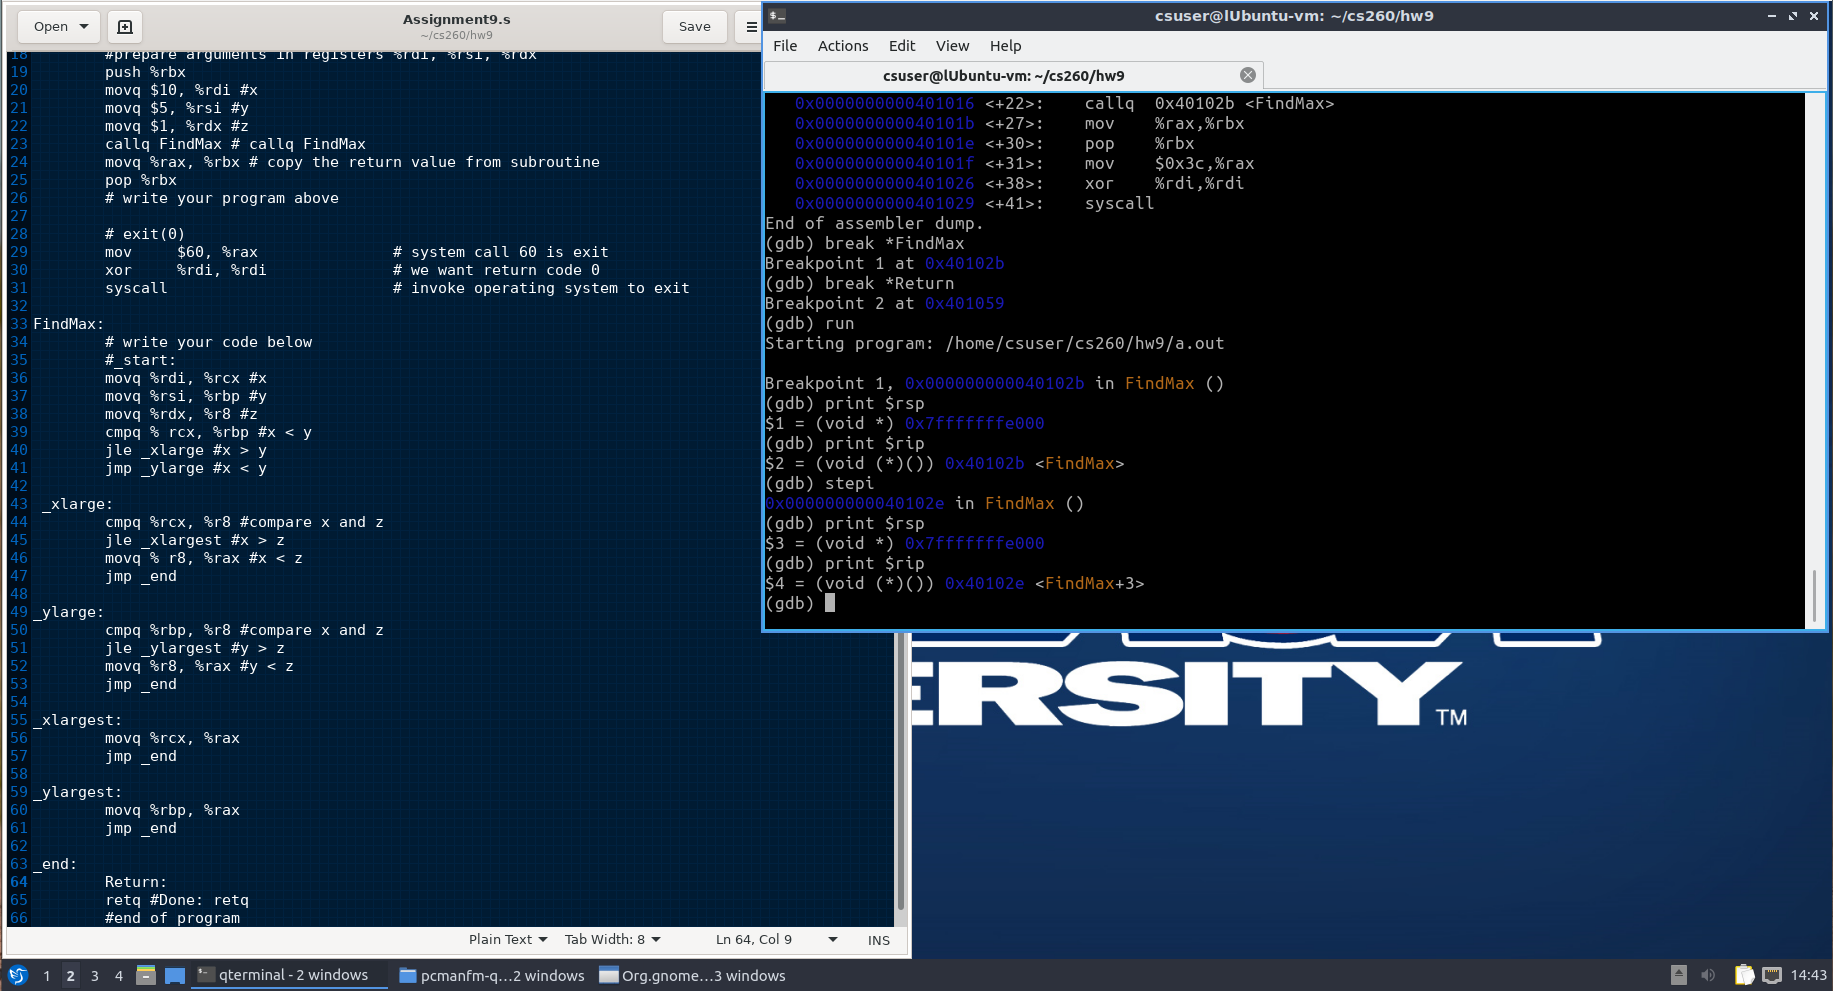 Open
Assignment9.s
~/cs260/hw9
Save
18 #prepare arguments in registers %rdi, %rsi, %rdx
19 push %rbx
20 movq $10, %rdi #x
21 movq $5, %rsi #y
22 movq $1, %rdx #z
23 callq FindMax # callq FindMax
24 movq %rax, %rbx # copy the return value from subroutine
25 pop %rbx
26 # write your program above
27
28 # exit(0)
29 mov $60, %rax # system call 60 is exit
30 xor %rdi, %rdi # we want return code 0
31 syscall # invoke operating system to exit
32
33 FindMax:
34 # write your code below
35 #_start:
36 movq %rdi, %rcx #x
37 movq %rsi, %rbp #y
38 movq %rdx, %r8 #z
39 cmpq % rcx, %rbp #x < y
40 jle _xlarge #x > y
41 jmp _ylarge #x < y
42
43 _xlarge:
44 cmpq %rcx, %r8 #compare x and z
45 jle _xlargest #x > z
46 movq % r8, %rax #x < z
47 jmp _end
48
49 _ylarge:
50 cmpq %rbp, %r8 #compare x and z
51 jle _ylargest #y > z
52 movq %r8, %rax #y < z
53 jmp _end
54
55 _xlargest:
56 movq %rcx, %rax
57 jmp _end
58
59 _ylargest:
60 movq %rbp, %rax
61 jmp _end
62
63 _end:
64 Return:
65 retq #Done: retq
66 #end of program
Plain Text Tab Width: 8 Ln 64, Col 9 INS
csuser@lUbuntu-vm: ~/cs260/hw9
File Actions Edit View Help
csuser@lUbuntu-vm: ~/cs260/hw9
0x0000000000401016 <+22>: callq 0x40102b <FindMax>
0x000000000040101b <+27>: mov %rax,%rbx
0x000000000040101e <+30>: pop %rbx
0x000000000040101f <+31>: mov $0x3c,%rax
0x0000000000401026 <+38>: xor %rdi,%rdi
0x0000000000401029 <+41>: syscall
End of assembler dump.
(gdb) break *FindMax
Breakpoint 1 at 0x40102b
(gdb) break *Return
Breakpoint 2 at 0x401059
(gdb) run
Starting program: /home/csuser/cs260/hw9/a.out
Breakpoint 1, 0x000000000040102b in FindMax ()
(gdb) print $rsp
$1 = (void *) 0x7fffffffe000
(gdb) print $rip
$2 = (void (*)()) 0x40102b <FindMax>
(gdb) stepi
0x000000000040102e in FindMax ()
(gdb) print $rsp
$3 = (void *) 0x7fffffffe000
(gdb) print $rip
$4 = (void (*)()) 0x40102e <FindMax+3>
(gdb)
ERSITY TM
1 2 3 4 qterminal - 2 windows pcmanfm-q...2 windows Org.gnome...3 windows 14:43